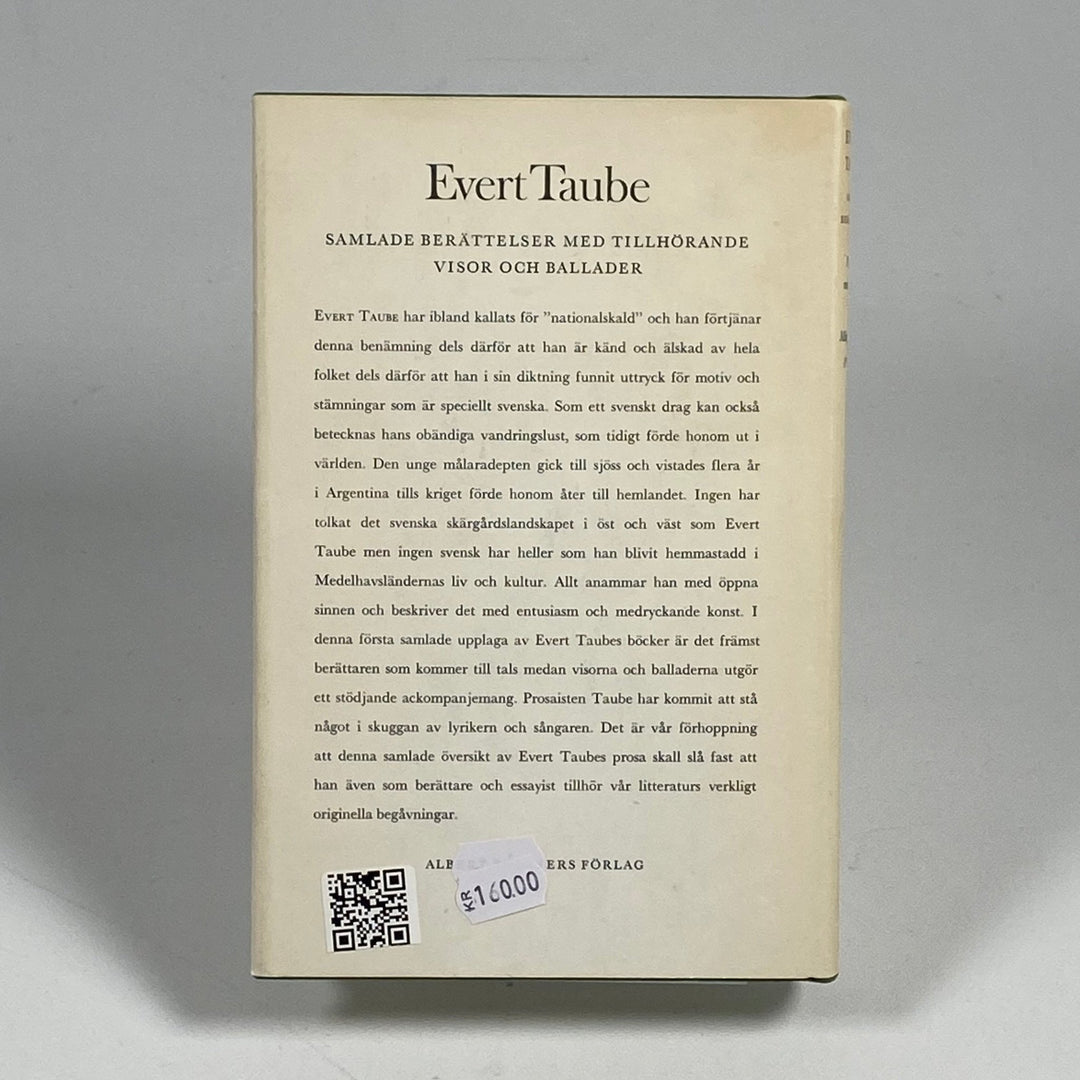 Evert Taube
SAMLADE BERÄTTELSER MED TILLHÖRANDE
VISOR OCH BALLADER
EVERT TAUBE har ibland kallats för ”nationalskald” och han förtjänar
denna benämning dels därför att han är känd och älskad av hela
folket dels därför att han i sin diktning funnit uttryck för motiv och
stämningar som är speciellt svenska. Som ett svenskt drag kan också
betecknas hans obändiga vandringslust, som tidigt förde honom ut i
världen. Den unge målaradepten gick till sjöss och vistades flera år
i Argentina tills kriget förde honom åter till hemlandet. Ingen har
tolkat det svenska skärgårdslandskapet i öst och väst som Evert
Taube men ingen svensk har heller som han blivit hemmastadd i
Medelhavsländernas liv och kultur. Allt anammar han med öppna
sinnen och beskriver det med entusiasm och medryckande konst. I
denna första samlade upplaga av Evert Taubes böcker är det främst
berättaren som kommer till tals medan visorna och balladerna utgör
ett stödjande ackompanjemang. Prosaisten Taube har kommit att stå
något i skuggan av lyrikern och sångaren. Det är vår förhoppning
att denna samlade översikt av Evert Taubes prosa skall slå fast att
han även som berättare och essayist tillhör vår litteraturs verkligt
originella begåvningar.
FÖRLAG
KR 160.00